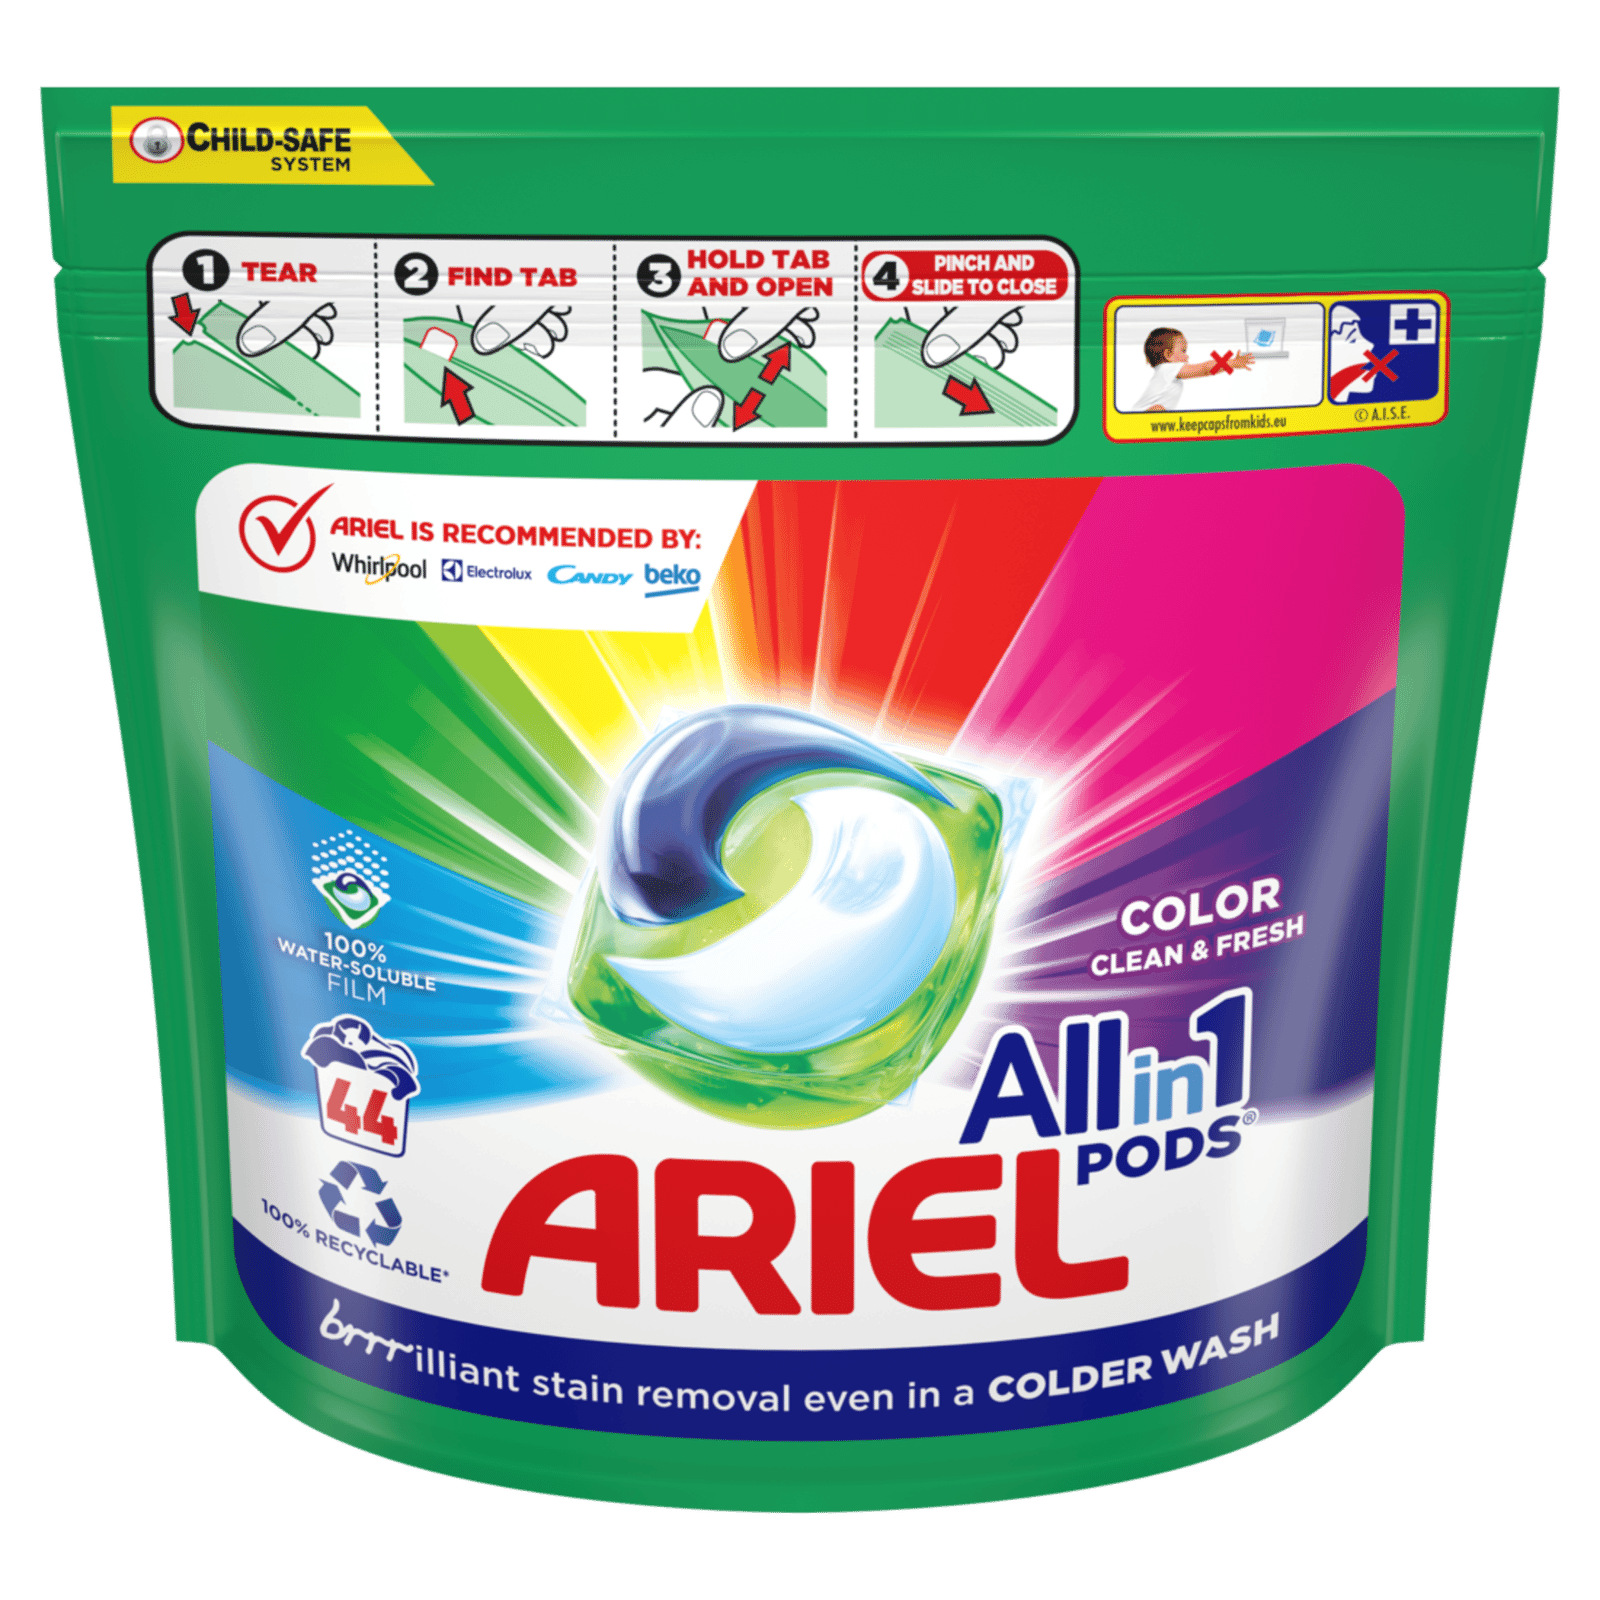 CHILD-SAFE
SYSTEM
1 TEAR
2 FIND TAB
3 HOLD TAB
AND OPEN
4 PINCH AND
SLIDE TO CLOSE
www.keepcapsfromkids.eu
© A.I.S.E.
ARIEL IS RECOMMENDED BY:
Whirlpool Electrolux CANDY beko
100%
WATER-SOLUBLE
FILM
44
100% RECYCLABLE*
COLOR
CLEAN & FRESH
All in 1
PODS®
ARIEL
brrrilliant stain removal even in a COLDER WASH